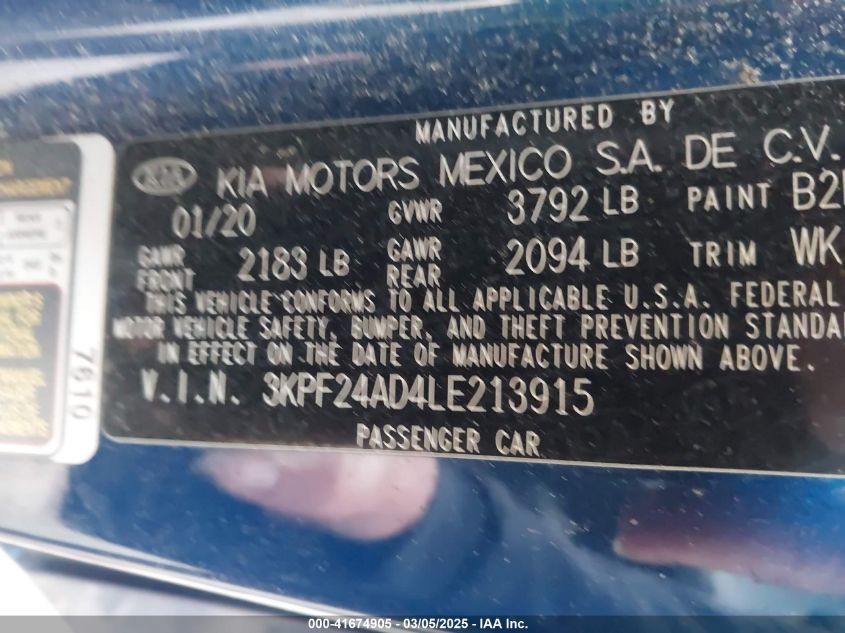 MANUFACTURED BY
KIA KIA MOTORS MEXICO S.A. DE C.V.
01/20 GVWR 3792 LB PAINT B2
GAWR FRONT 2183 LB GAWR REAR 2094 LB TRIM WK
THIS VEHICLE CONFORMS TO ALL APPLICABLE U.S.A. FEDERAL
MOTOR VEHICLE SAFETY, BUMPER, AND THEFT PREVENTION STANDA
IN EFFECT ON THE DATE OF MANUFACTURE SHOWN ABOVE.
V.I.N. 3KPF24AD4LE213915
PASSENGER CAR
7610
000-41674905 - 03/05/2025 - IAA Inc.